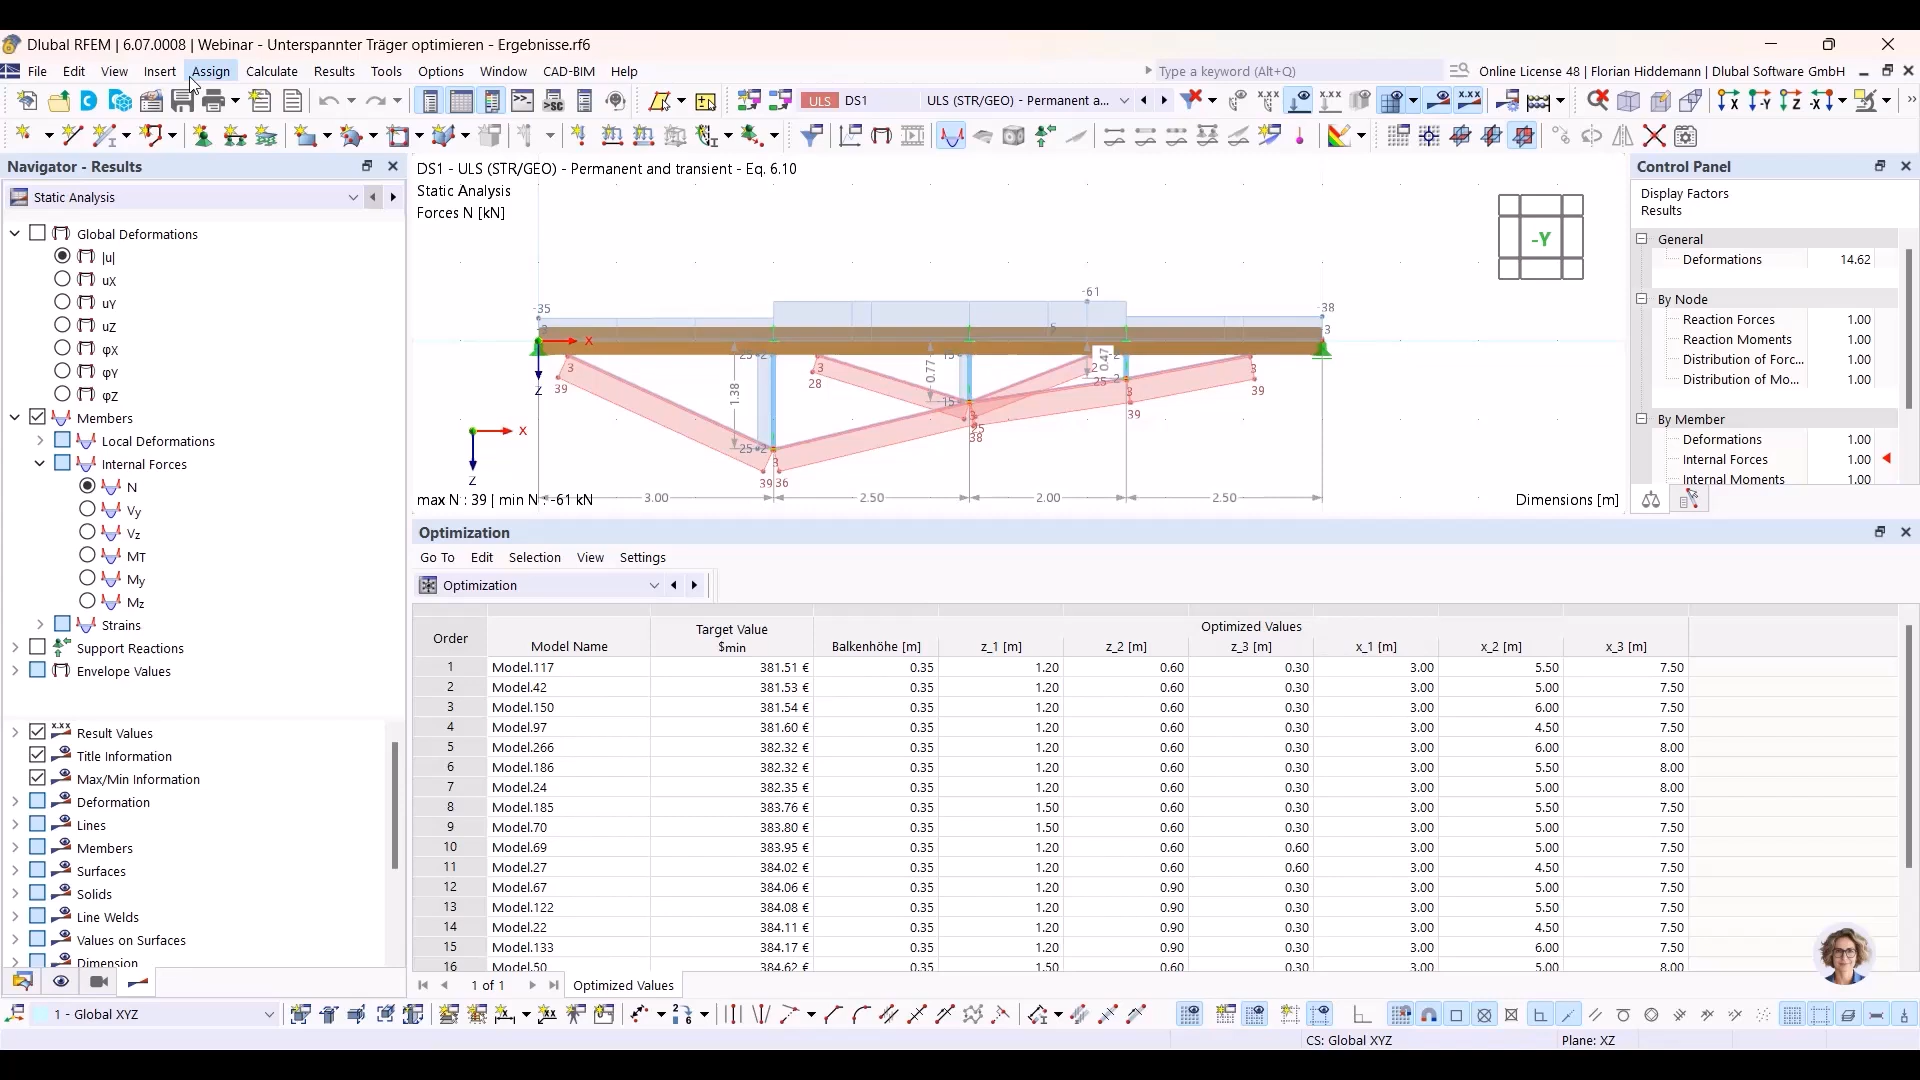 Dlubal RFEM | 6.07.0008 | Webinar - Unterspannter Träger optimieren - Ergebnisse.rf6
File Edit View Insert Assign Calculate Results Tools Options Window CAD-BIM Help
Type a keyword (Alt+Q)
Online License 48 | Florian Hiddemann | Dlubal Software GmbH
ULS DS1 ULS (STR/GEO) - Permanent a...
Navigator - Results
Static Analysis
Global Deformations
|u|
uX
uY
uZ
φX
φY
φZ
Members
Local Deformations
Internal Forces
N
Vy
Vz
MT
My
Mz
Strains
Support Reactions
Envelope Values
Result Values
Title Information
Max/Min Information
Deformation
Lines
Members
Surfaces
Solids
Line Welds
Values on Surfaces
Dimension
DS1 - ULS (STR/GEO) - Permanent and transient - Eq. 6.10
Static Analysis
Forces N [kN]
-Y
-61
-35
-38
X
Z
3
39
1.38
28
0.77
0.47
25
38
39 36
X
Z
max N : 39 | min N : -61 kN
3.00
2.50
2.00
2.50
Dimensions [m]
Control Panel
Display Factors
Results
General
Deformations 14.62
By Node
Reaction Forces 1.00
Reaction Moments 1.00
Distribution of Forc... 1.00
Distribution of Mo... 1.00
By Member
Deformations 1.00
Internal Forces 1.00
Internal Moments 1.00
Optimization
Go To Edit Selection View Settings
Optimization
Order Model Name Target Value $min Optimized Values
Balkenhöhe [m] z_1 [m] z_2 [m] z_3 [m] x_1 [m] x_2 [m] x_3 [m]
1 Model.117 381.51 € 0.35 1.20 0.60 0.30 3.00 5.50 7.50
2 Model.42 381.53 € 0.35 1.20 0.60 0.30 3.00 5.00 7.50
3 Model.150 381.54 € 0.35 1.20 0.60 0.30 3.00 6.00 7.50
4 Model.97 381.60 € 0.35 1.20 0.60 0.30 3.00 4.50 7.50
5 Model.266 382.32 € 0.35 1.20 0.60 0.30 3.00 6.00 8.00
6 Model.186 382.32 € 0.35 1.20 0.60 0.30 3.00 5.50 8.00
7 Model.24 382.35 € 0.35 1.20 0.60 0.30 3.00 5.00 8.00
8 Model.185 383.76 € 0.35 1.50 0.60 0.30 3.00 5.50 7.50
9 Model.70 383.80 € 0.35 1.50 0.60 0.30 3.00 5.00 7.50
10 Model.69 383.95 € 0.35 1.20 0.60 0.30 3.00 5.00 7.50
11 Model.27 384.02 € 0.35 1.20 0.60 0.60 3.00 4.50 7.50
12 Model.67 384.06 € 0.35 1.20 0.90 0.30 3.00 5.00 7.50
13 Model.122 384.08 € 0.35 1.20 0.90 0.30 3.00 5.50 7.50
14 Model.22 384.11 € 0.35 1.20 0.90 0.30 3.00 4.50 7.50
15 Model.133 384.17 € 0.35 1.20 0.90 0.30 3.00 6.00 7.50
16 Model.50 384.62 € 0.35 1.50 0.60 0.30 3.00 5.00 8.00
1 of 1
Optimized Values
1 - Global XYZ
CS: Global XYZ
Plane: XZ